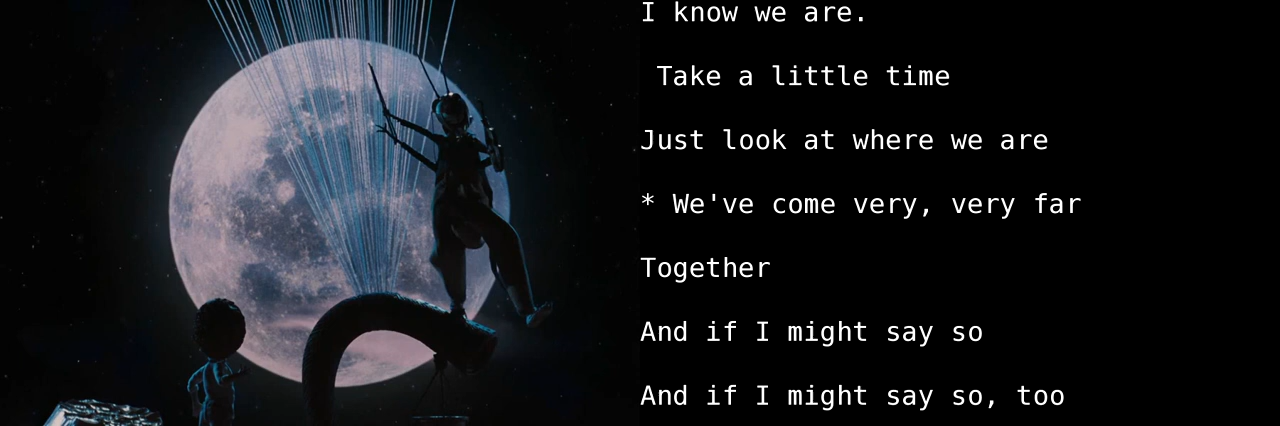 I know we are.
Take a little time
Just look at where we are
* We've come very, very far
Together
And if I might say so
And if I might say so, too